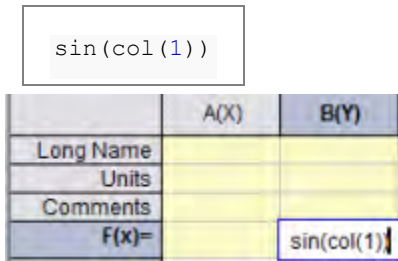 sin(col(1))
A(X) B(Y)
Long Name
Units
Comments
F(x)= sin(col(1))